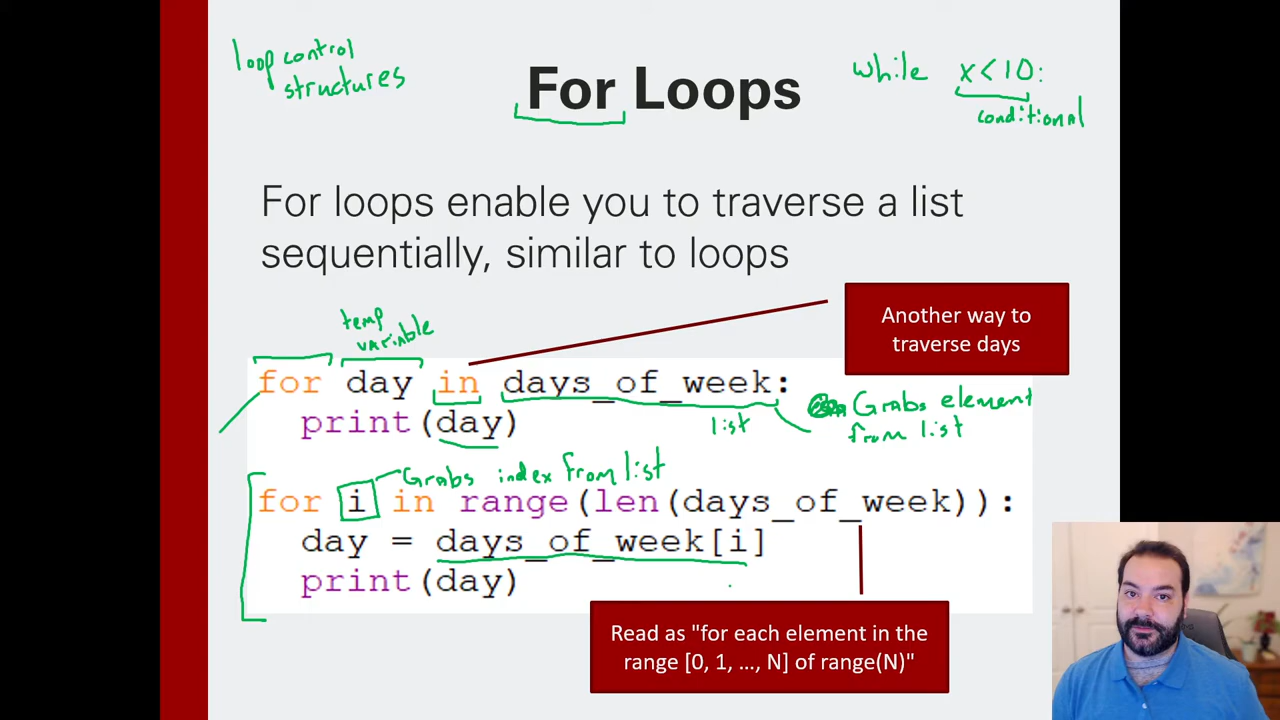 loop control
structures
For Loops
while x<10:
conditional
For loops enable you to traverse a list
sequentially, similar to loops
Another way to
traverse days
temp
variable
for day in days_of_week:
print(day)
list
Grabs element
from list
Grabs index from list
for i in range(len(days_of_week)):
day = days_of_week[i]
print(day)
Read as "for each element in the
range [0, 1, …, N] of range(N)"